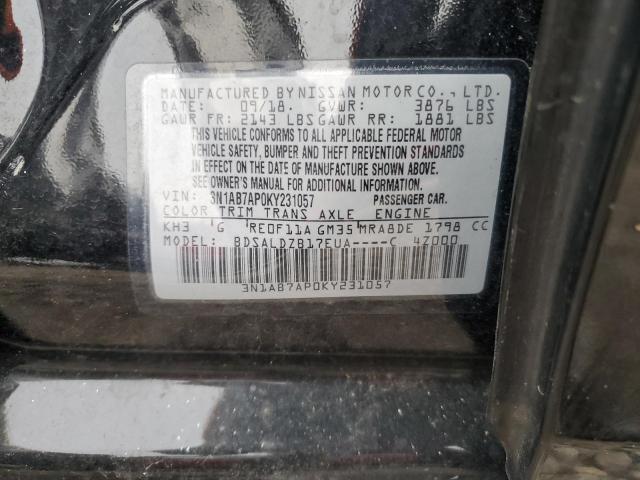 MANUFACTURED BY NISSAN MOTOR CO., LTD.
DATE: 09/18. GVWR: 3876 LBS
GAWR FR: 2143 LBS GAWR RR: 1881 LBS
THIS VEHICLE CONFORMS TO ALL APPLICABLE FEDERAL MOTOR
VEHICLE SAFETY, BUMPER AND THEFT PREVENTION STANDARDS
IN EFFECT ON THE DATE OF MANUFACTURE SHOWN ABOVE.
SEE OWNER'S MANUAL FOR ADDITIONAL INFORMATION.
VIN: 3N1AB7AP0KY231057 PASSENGER CAR.
COLOR TRIM TRANS AXLE ENGINE
KH3 G RE0F11A GM35 MRA8DE 1798 CC
MODEL: BDSALDZB17EUA----C 4Z000
3N1AB7AP0KY231057